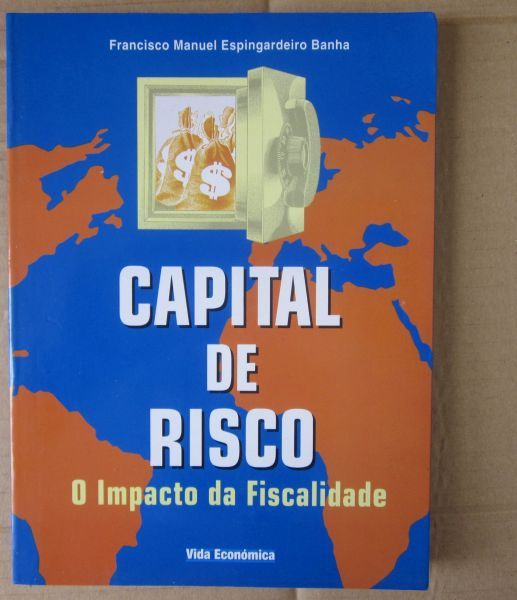 Francisco Manuel Espingardeiro Banha
$
$
$
CAPITAL
DE
RISCO
O Impacto da Fiscalidade
Vida Económica